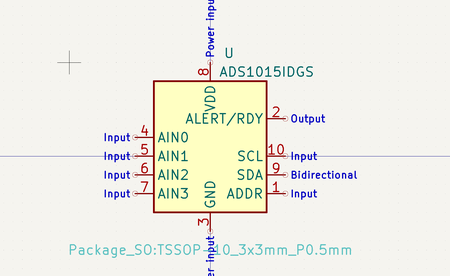 Power input
U
8
ADS1015IDGS
VDD
ALERT/RDY 2 Output
Input 4 AIN0
Input 5 AIN1 SCL 10 Input
Input 6 AIN2 SDA 9 Bidirectional
Input 7 AIN3 ADDR 1 Input
GND
3
Package_SO:TSSOP-10_3x3mm_P0.5mm
input